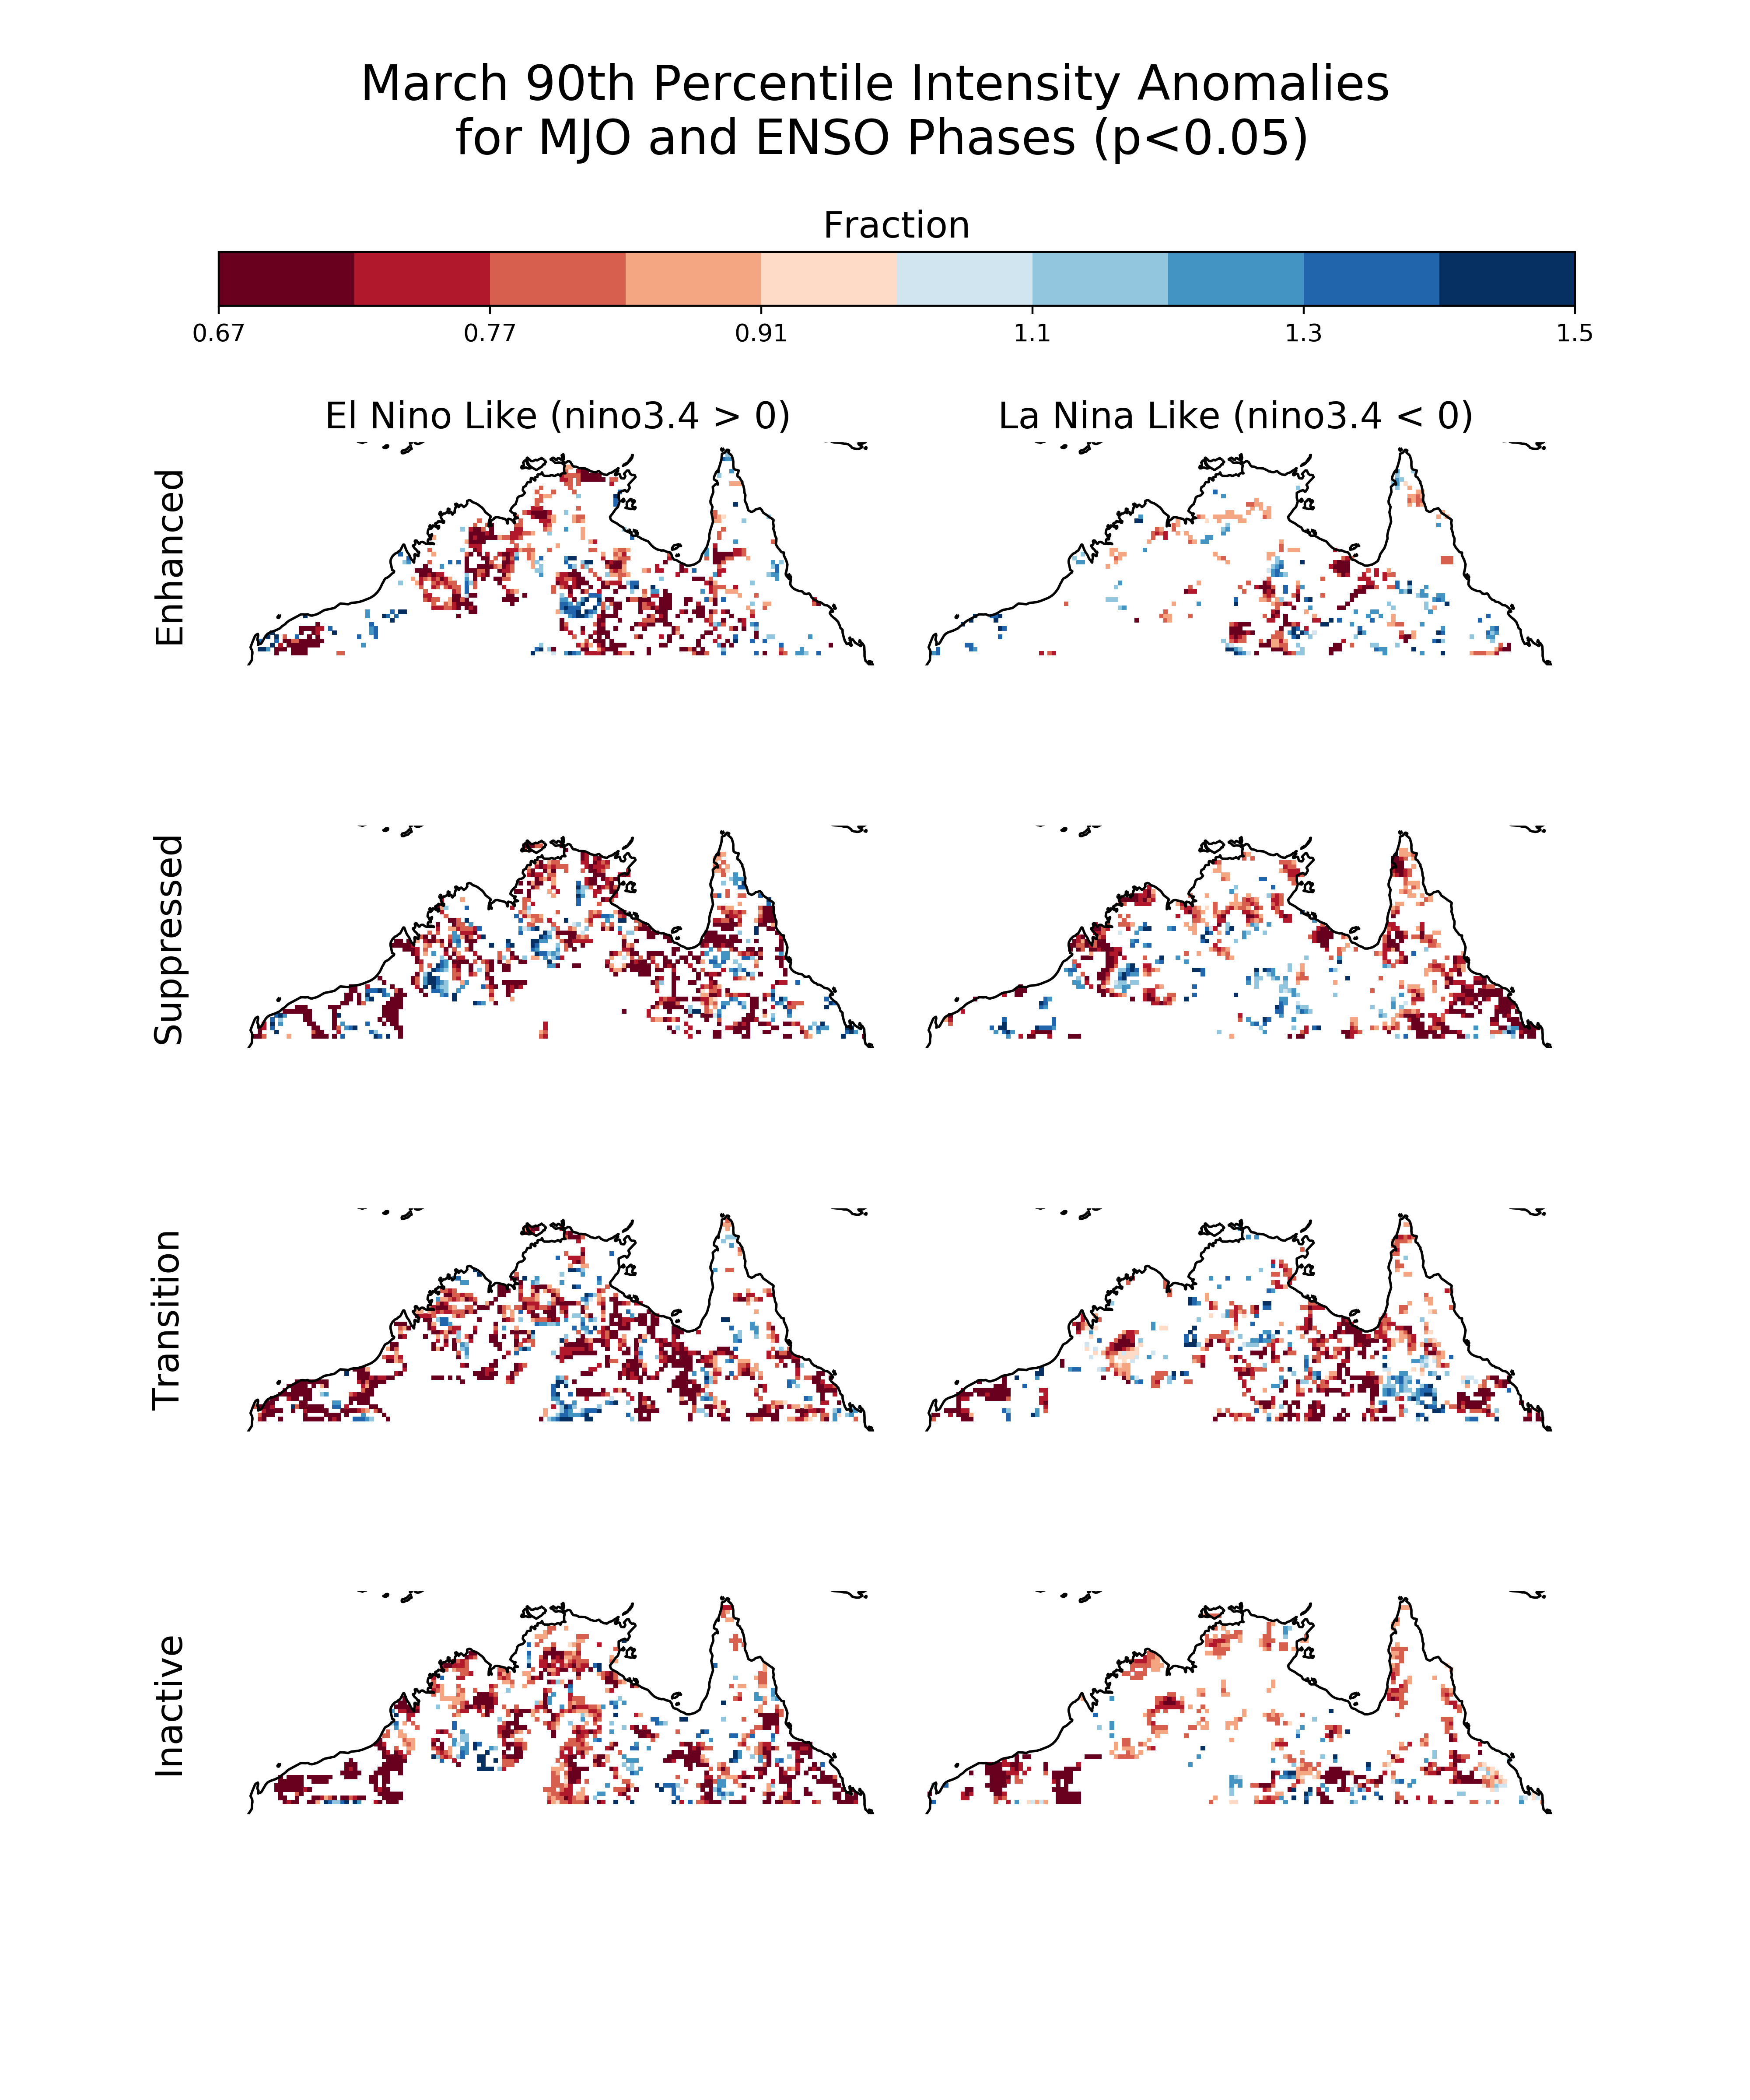 March 90th Percentile Intensity Anomalies
for MJO and ENSO Phases (p<0.05)
Fraction
0.67 0.77 0.91 1.1 1.3 1.5
El Nino Like (nino3.4 > 0) La Nina Like (nino3.4 < 0)
Enhanced
Suppressed
Transition
Inactive